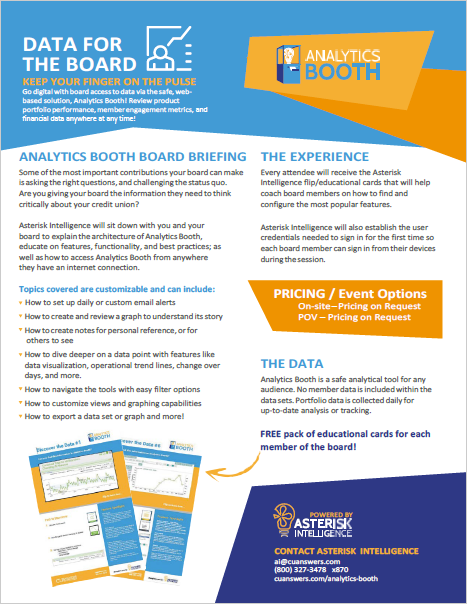 DATA FOR
THE BOARD
KEEP YOUR FINGER ON THE PULSE
Go digital with board access to data via the safe, web-
based solution, Analytics Booth! Review product
portfolio performance, member engagement metrics, and
financial data anywhere at any time!
ANALYTICS
BOOTH
ANALYTICS BOOTH BOARD BRIEFING
Some of the most important contributions your board can make
is asking the right questions, and challenging the status quo.
Are you giving your board the information they need to think
critically about your credit union?
Asterisk Intelligence will sit down with you and your
board to explain the architecture of Analytics Booth,
educate on features, functionality, and best practices; as
well as how to access Analytics Booth from anywhere
they have an internet connection.
Topics covered are customizable and can include:
How to set up daily or custom email alerts
How to create and review a graph to understand its story
How to create notes for personal reference, or for
others to see
How to dive deeper on a data point with features like
data visualization, operational trend lines, change over
days, and more.
How to navigate the tools with easy filter options
How to customize views and graphing capabilities
How to export a data set or graph and more!
THE EXPERIENCE
Every attendee will receive the Asterisk
Intelligence flip/educational cards that will help
coach board members on how to find and
configure the most popular features.
Asterisk Intelligence will also establish the user
credentials needed to sign in for the first time so
each board member can sign in from their devices
during the session.
PRICING / Event Options
On-site—Pricing on Request
POV – Pricing on Request
THE DATA
Analytics Booth is a safe analytical tool for any
audience. No member data is included within the
data sets. Portfolio data is collected daily for
up-to-date analysis or tracking.
FREE pack of educational cards for each
member of the board!
Discover the Data #1
BOOTH
Discover the Data #6
BOOTH
POWERED BY
ASTERISK
INTELLIGENCE
CONTACT ASTERISK INTELLIGENCE
ai@cuanswers.com
(800) 327-3478 x870
cuanswers.com/analytics-booth